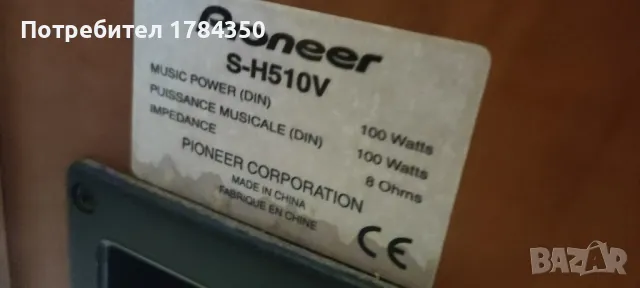 Потребител 1784350
Pioneer
S-H510V
MUSIC POWER (DIN) 100 Watts
PUISSANCE MUSICALE (DIN) 100 Watts
IMPEDANCE 8 Ohms
PIONEER CORPORATION
MADE IN CHINA
FABRIQUE EN CHINE
CE
BAZAR